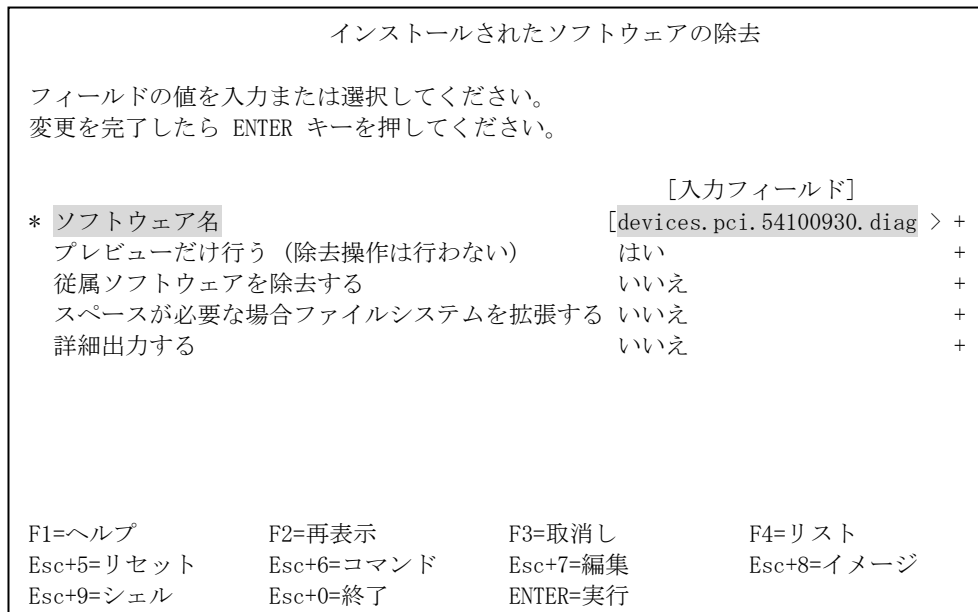 インストールされたソフトウェアの除去
フィールドの値を入力または選択してください。
変更を完了したら ENTER キーを押してください。
[入力フィールド]
* ソフトウェア名 [devices.pci.54100930.diag > +
プレビューだけ行う (除去操作は行わない) はい +
従属ソフトウェアを除去する いいえ +
スペースが必要な場合ファイルシステムを拡張する いいえ +
詳細出力する いいえ +
F1=ヘルプ F2=再表示 F3=取消し F4=リスト
Esc+5=リセット Esc+6=コマンド Esc+7=編集 Esc+8=イメージ
Esc+9=シェル Esc+0=終了 ENTER=実行